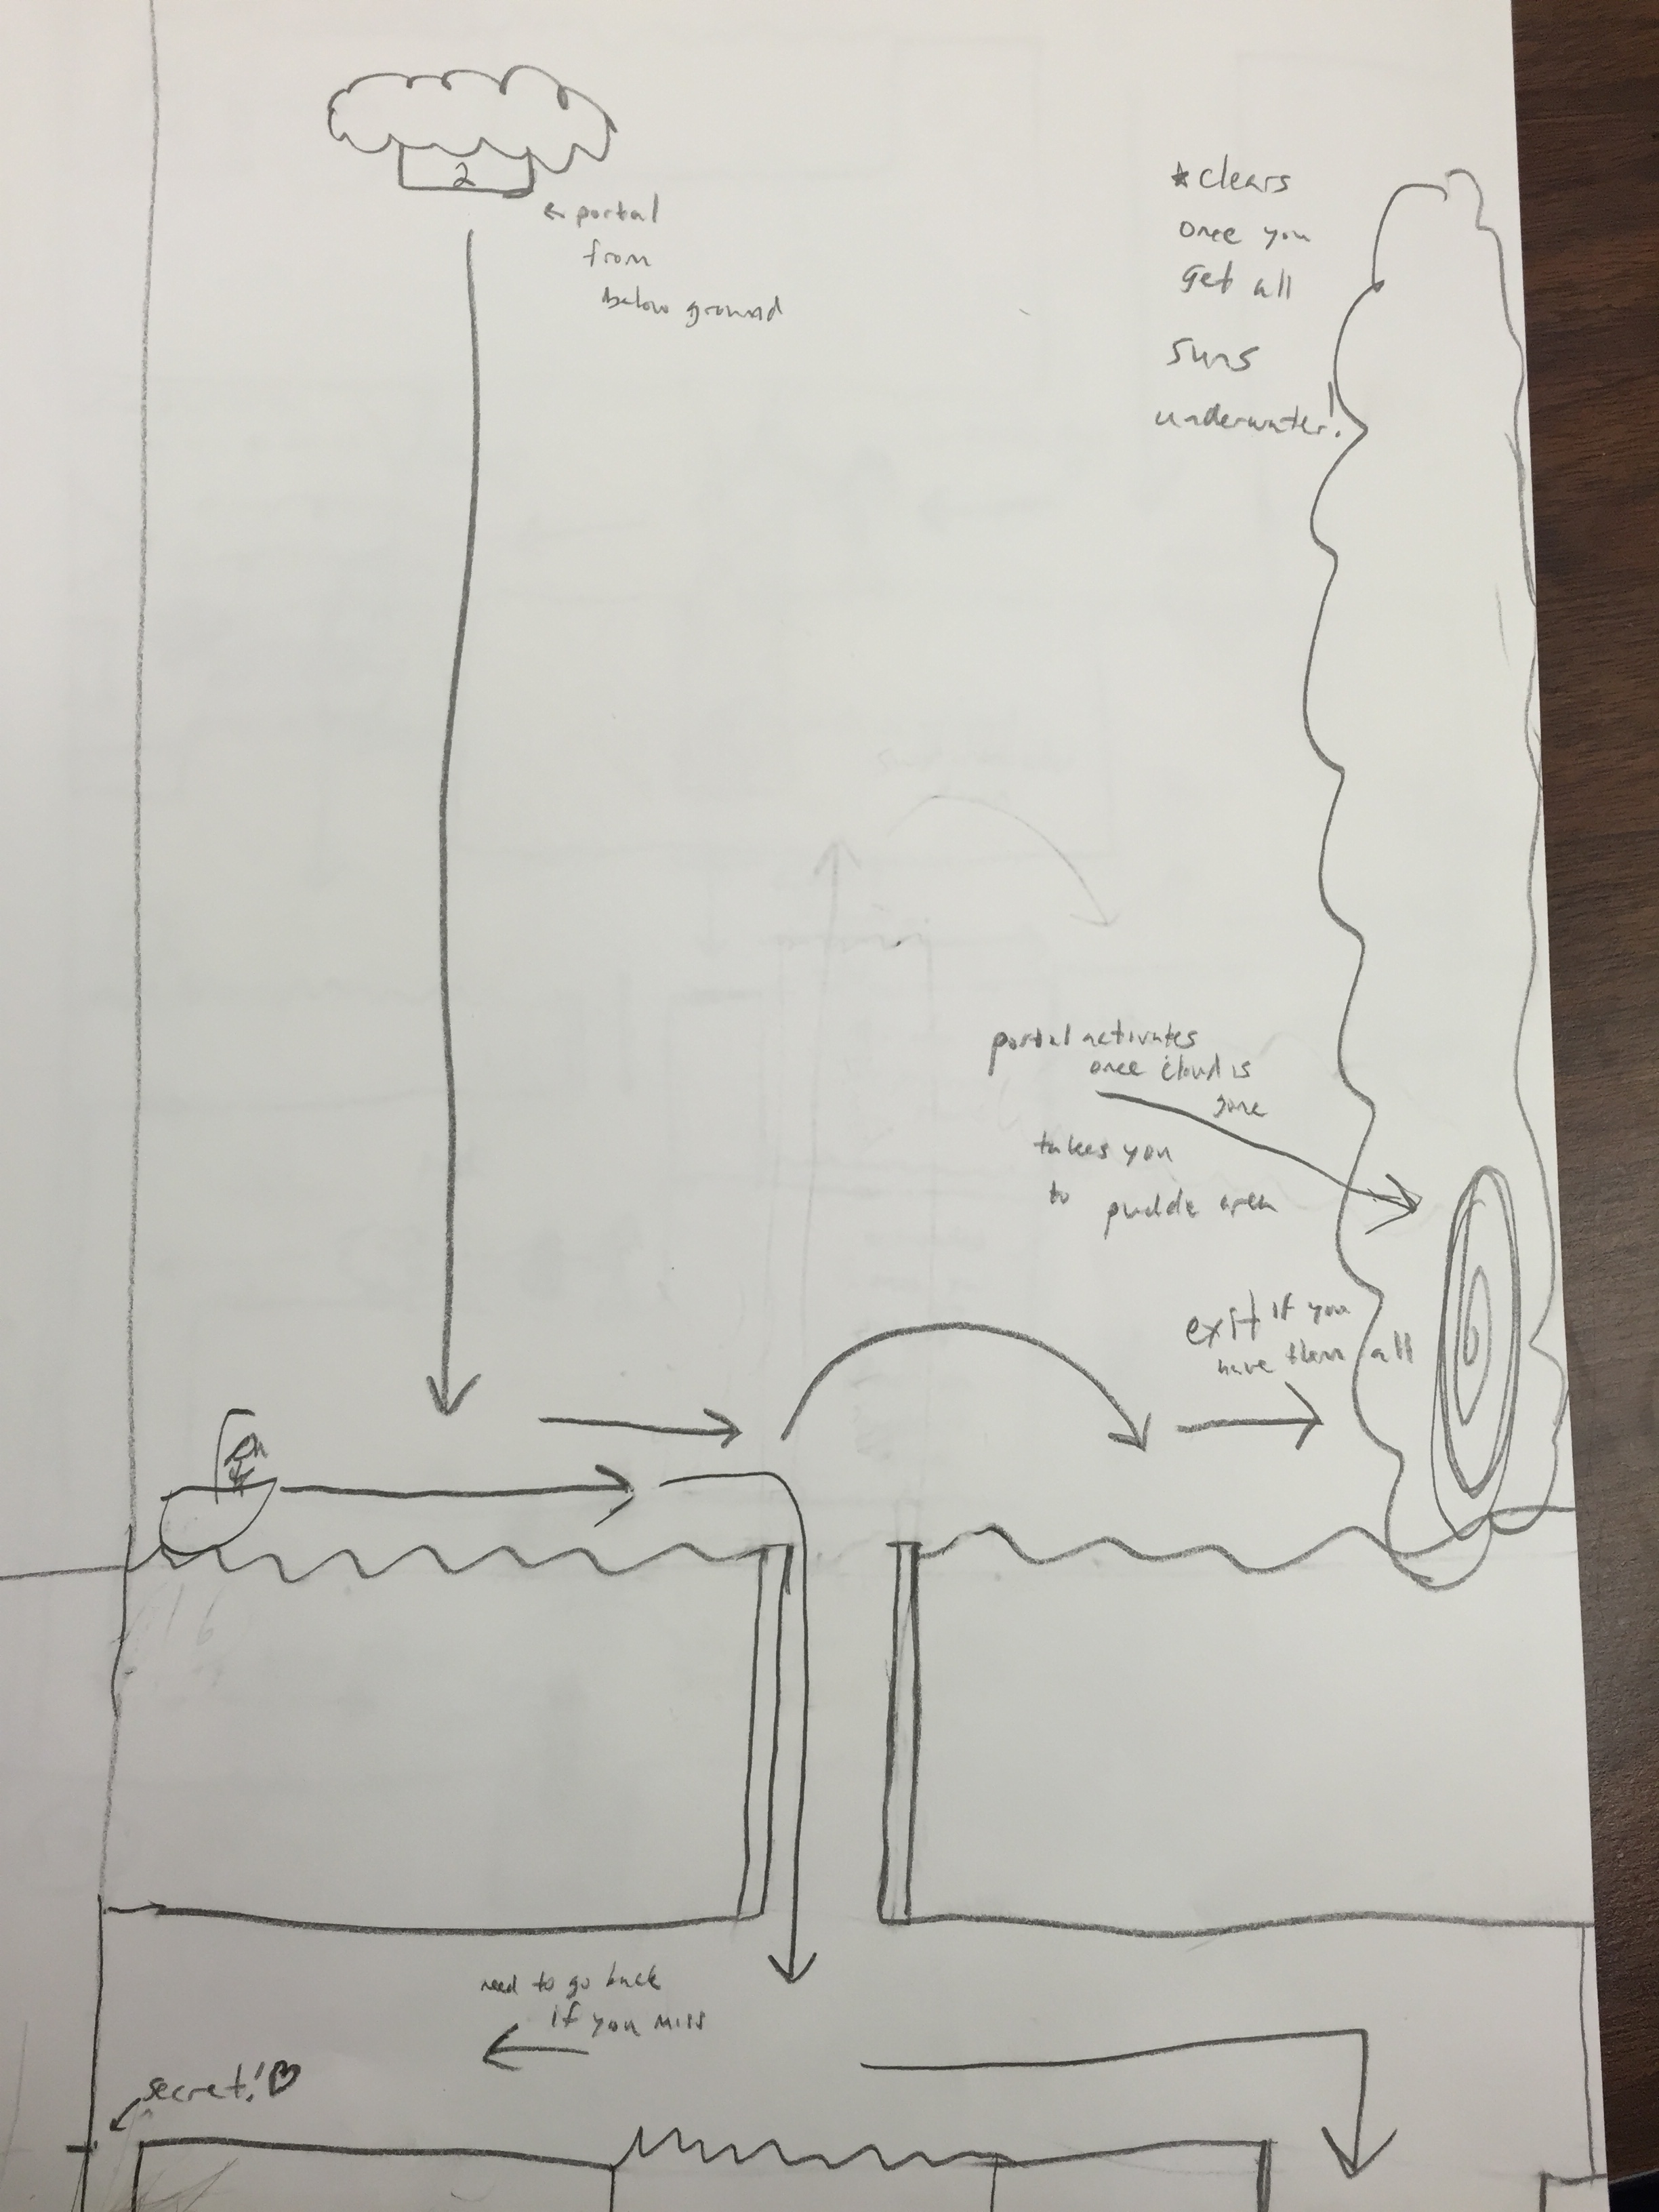 2
← portal
from
below ground
*clears
once you
get all
suns
underwater!
portal activates
once cloud is
gone
takes you
to puddle area
exit if you
have them all
need to go back
if you miss
secret!♡